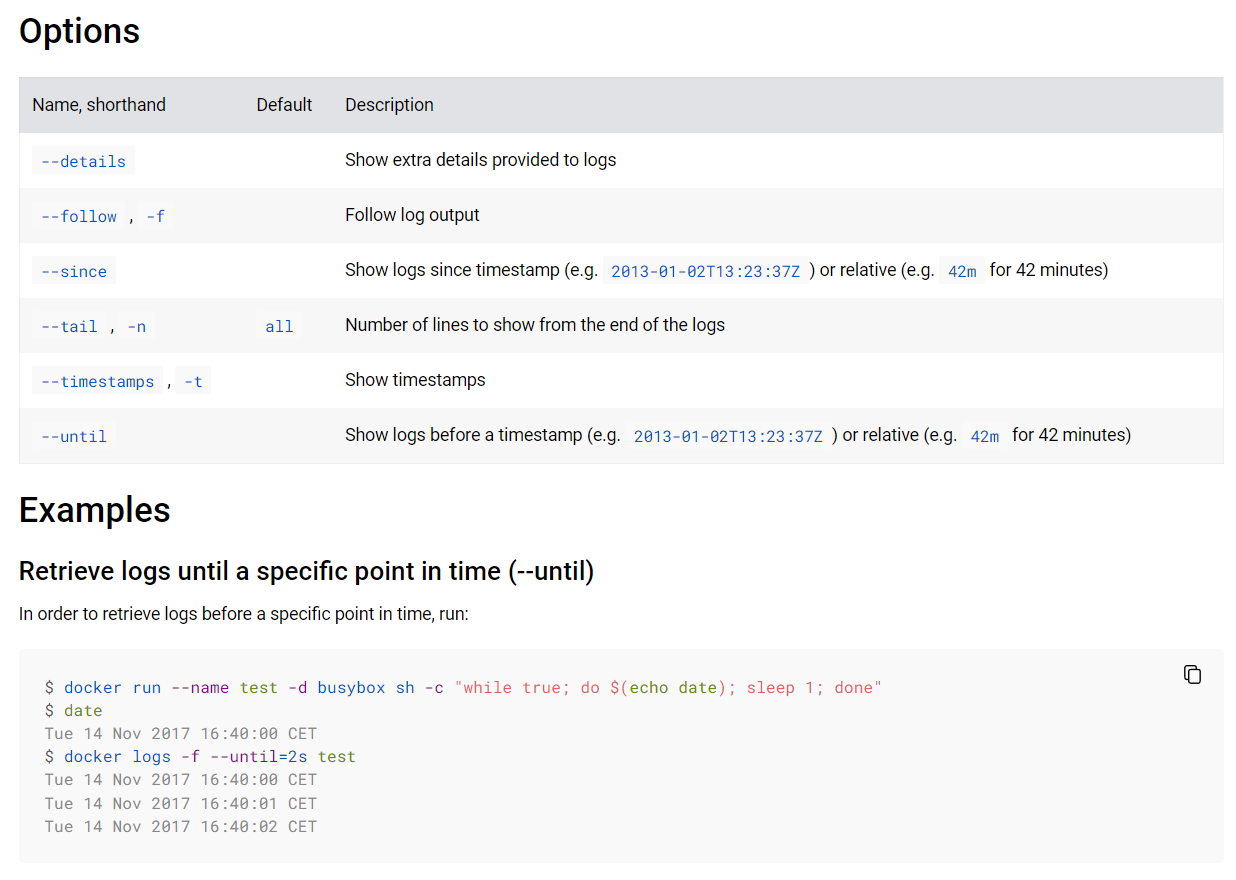 Options
Name, shorthand Default Description
--details Show extra details provided to logs
--follow , -f Follow log output
--since Show logs since timestamp (e.g. 2013-01-02T13:23:37Z ) or relative (e.g. 42m for 42 minutes)
--tail , -n all Number of lines to show from the end of the logs
--timestamps , -t Show timestamps
--until Show logs before a timestamp (e.g. 2013-01-02T13:23:37Z ) or relative (e.g. 42m for 42 minutes)
Examples
Retrieve logs until a specific point in time (--until)
In order to retrieve logs before a specific point in time, run:
$ docker run --name test -d busybox sh -c "while true; do $(echo date); sleep 1; done"
$ date
Tue 14 Nov 2017 16:40:00 CET
$ docker logs -f --until=2s test
Tue 14 Nov 2017 16:40:00 CET
Tue 14 Nov 2017 16:40:01 CET
Tue 14 Nov 2017 16:40:02 CET